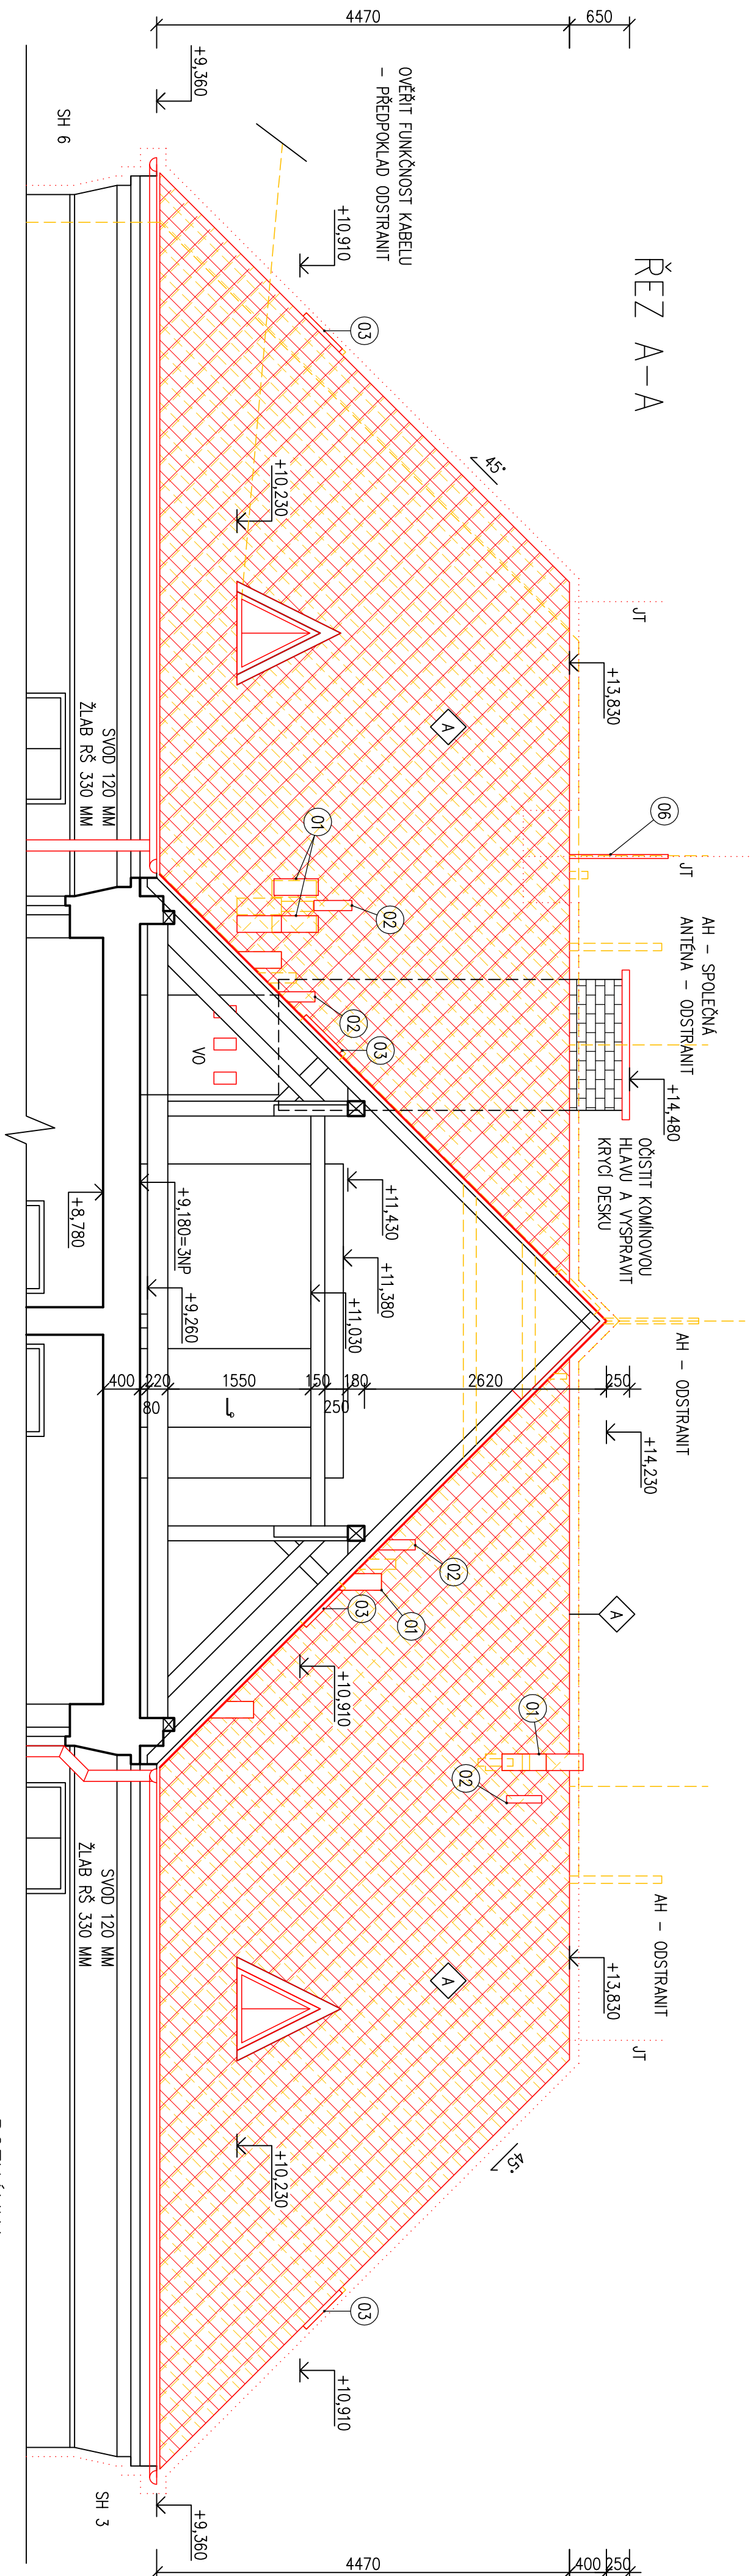 ŘEZ A-A
OVĚŘIT FUNKČNOST KABELU
- PŘEDPOKLAD ODSTRANIT
4470
650
+9,360
SH 6
+10,910
03
45°
+10,230
JT
+13,830
A
SVOD 120 MM
ŽLAB RŠ 330 MM
06
JT
01
02
AH - SPOLEČNÁ
ANTÉNA - ODSTRANIT
02
03
VO
+14,480
OČISTIT KOMÍNOVOU
HLAVU A VYSPRAVIT
KRYCÍ DESKU
+8,780
+9,180=3NP
+9,260
+11,430
+11,380
+11,030
AH - ODSTRANIT
400
220
80
1550
150
250
180
2620
250
+14,230
02
01
03
A
+10,910
01
02
SVOD 120 MM
ŽLAB RŠ 330 MM
AH - ODSTRANIT
A
+13,830
JT
+10,230
45°
03
+10,910
SH 3
+9,360
4470
400
250